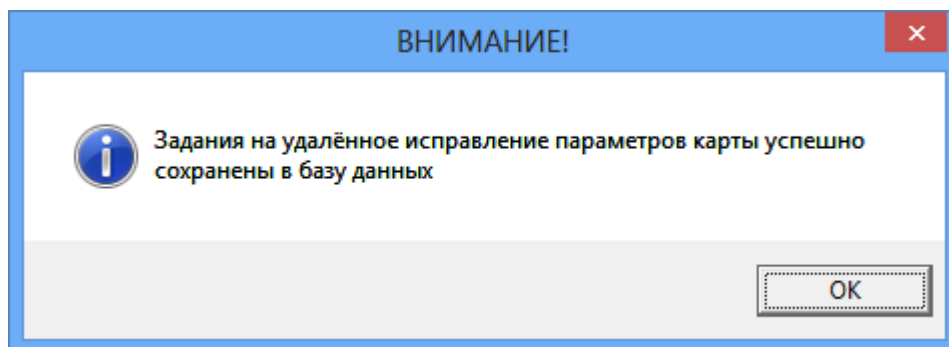 ВНИМАНИЕ!
Задания на удалённое исправление параметров карты успешно
сохранены в базу данных
OK